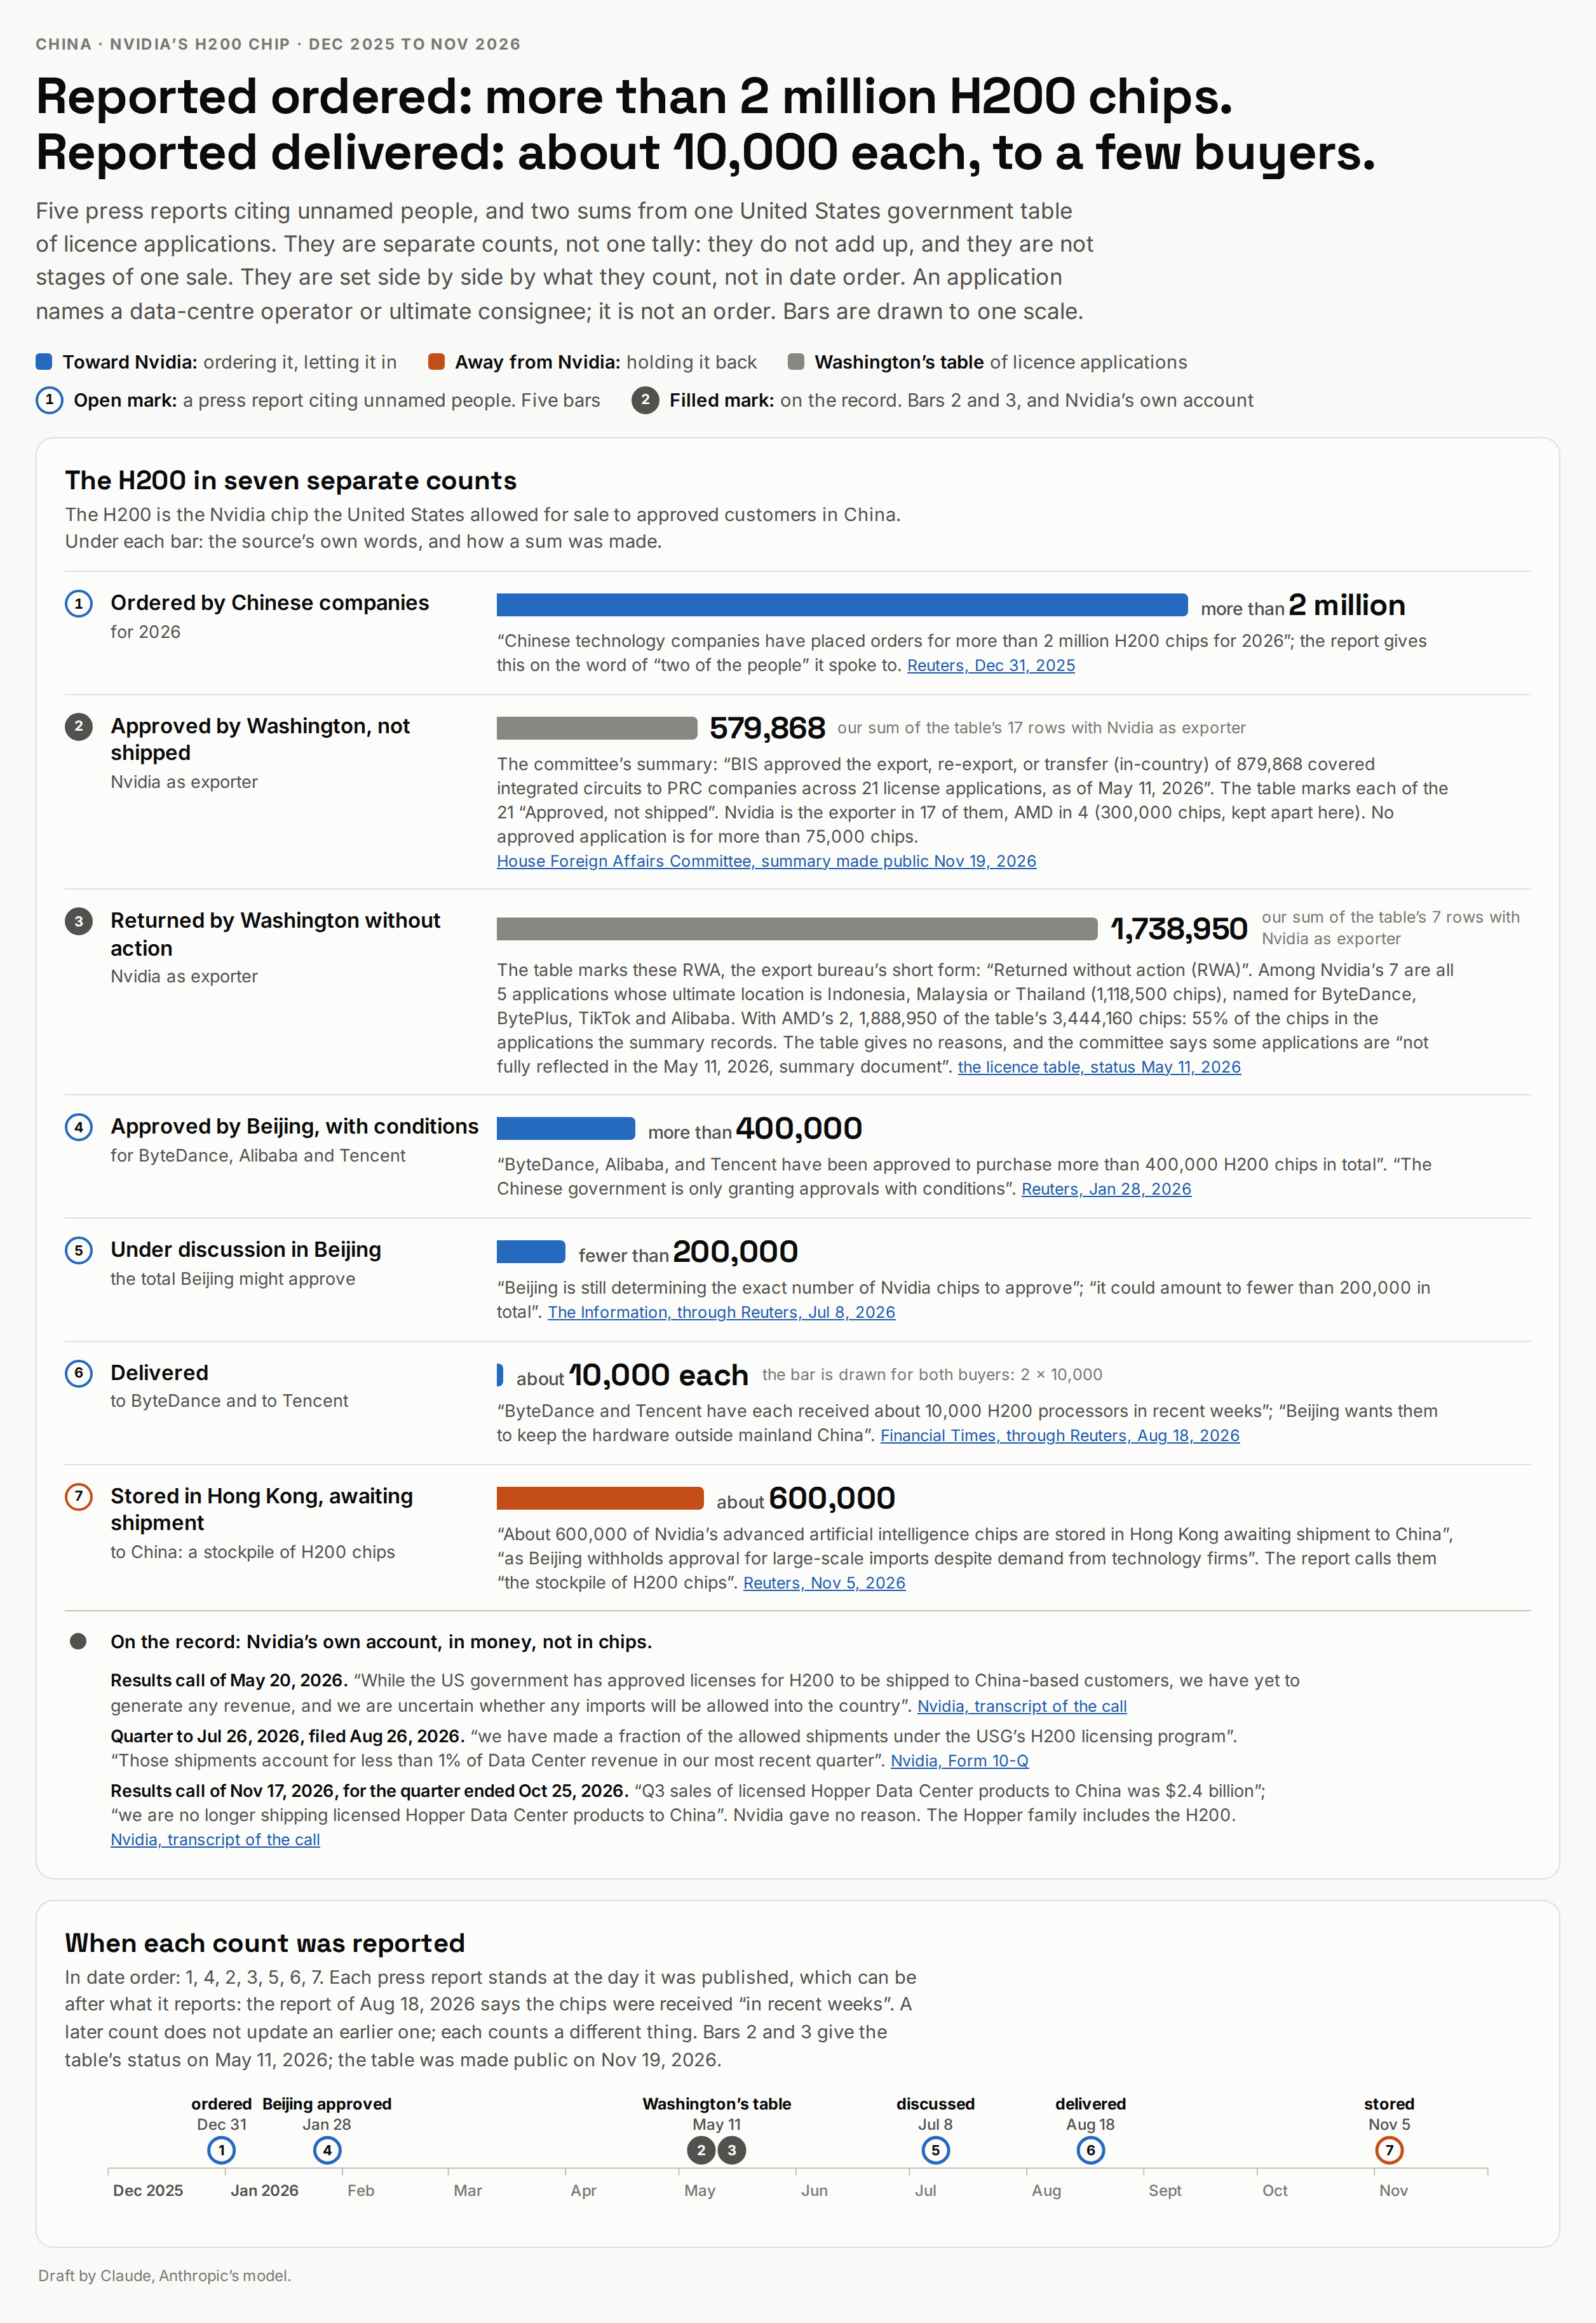 CHINA · NVIDIA’S H200 CHIP · DEC 2025 TO NOV 2026
Reported ordered: more than 2 million H200 chips.
Reported delivered: about 10,000 each, to a few buyers.
Five press reports citing unnamed people, and two sums from one United States government table
of licence applications. They are separate counts, not one tally: they do not add up, and they are not
stages of one sale. They are set side by side by what they count, not in date order. An application
names a data-centre operator or ultimate consignee; it is not an order. Bars are drawn to one scale.
Toward Nvidia: ordering it, letting it in
Away from Nvidia: holding it back
Washington’s table of licence applications
1 Open mark: a press report citing unnamed people. Five bars
2 Filled mark: on the record. Bars 2 and 3, and Nvidia’s own account
The H200 in seven separate counts
The H200 is the Nvidia chip the United States allowed for sale to approved customers in China.
Under each bar: the source’s own words, and how a sum was made.
1 Ordered by Chinese companies
for 2026
more than 2 million
“Chinese technology companies have placed orders for more than 2 million H200 chips for 2026”; the report gives
this on the word of “two of the people” it spoke to. Reuters, Dec 31, 2025
2 Approved by Washington, not
shipped
Nvidia as exporter
579,868 our sum of the table’s 17 rows with Nvidia as exporter
The committee’s summary: “BIS approved the export, re-export, or transfer (in-country) of 879,868 covered
integrated circuits to PRC companies across 21 license applications, as of May 11, 2026”. The table marks each of the
21 “Approved, not shipped”. Nvidia is the exporter in 17 of them, AMD in 4 (300,000 chips, kept apart here). No
approved application is for more than 75,000 chips.
House Foreign Affairs Committee, summary made public Nov 19, 2026
3 Returned by Washington without
action
Nvidia as exporter
1,738,950 our sum of the table’s 7 rows with
Nvidia as exporter
The table marks these RWA, the export bureau’s short form: “Returned without action (RWA)”. Among Nvidia’s 7 are all
5 applications whose ultimate location is Indonesia, Malaysia or Thailand (1,118,500 chips), named for ByteDance,
BytePlus, TikTok and Alibaba. With AMD’s 2, 1,888,950 of the table’s 3,444,160 chips: 55% of the chips in the
applications the summary records. The table gives no reasons, and the committee says some applications are “not
fully reflected in the May 11, 2026, summary document”. the licence table, status May 11, 2026
4 Approved by Beijing, with conditions
for ByteDance, Alibaba and Tencent
more than 400,000
“ByteDance, Alibaba, and Tencent have been approved to purchase more than 400,000 H200 chips in total”. “The
Chinese government is only granting approvals with conditions”. Reuters, Jan 28, 2026
5 Under discussion in Beijing
the total Beijing might approve
fewer than 200,000
“Beijing is still determining the exact number of Nvidia chips to approve”; “it could amount to fewer than 200,000 in
total”. The Information, through Reuters, Jul 8, 2026
6 Delivered
to ByteDance and to Tencent
about 10,000 each the bar is drawn for both buyers: 2 × 10,000
“ByteDance and Tencent have each received about 10,000 H200 processors in recent weeks”; “Beijing wants them
to keep the hardware outside mainland China”. Financial Times, through Reuters, Aug 18, 2026
7 Stored in Hong Kong, awaiting
shipment
to China: a stockpile of H200 chips
about 600,000
“About 600,000 of Nvidia’s advanced artificial intelligence chips are stored in Hong Kong awaiting shipment to China”,
“as Beijing withholds approval for large-scale imports despite demand from technology firms”. The report calls them
“the stockpile of H200 chips”. Reuters, Nov 5, 2026
On the record: Nvidia’s own account, in money, not in chips.
Results call of May 20, 2026. “While the US government has approved licenses for H200 to be shipped to China-based customers, we have yet to
generate any revenue, and we are uncertain whether any imports will be allowed into the country”. Nvidia, transcript of the call
Quarter to Jul 26, 2026, filed Aug 26, 2026. “we have made a fraction of the allowed shipments under the USG’s H200 licensing program”.
“Those shipments account for less than 1% of Data Center revenue in our most recent quarter”. Nvidia, Form 10-Q
Results call of Nov 17, 2026, for the quarter ended Oct 25, 2026. “Q3 sales of licensed Hopper Data Center products to China was $2.4 billion”;
“we are no longer shipping licensed Hopper Data Center products to China”. Nvidia gave no reason. The Hopper family includes the H200.
Nvidia, transcript of the call
When each count was reported
In date order: 1, 4, 2, 3, 5, 6, 7. Each press report stands at the day it was published, which can be
after what it reports: the report of Aug 18, 2026 says the chips were received “in recent weeks”. A
later count does not update an earlier one; each counts a different thing. Bars 2 and 3 give the
table’s status on May 11, 2026; the table was made public on Nov 19, 2026.
ordered Beijing approved Washington’s table discussed delivered stored
Dec 31 Jan 28 May 11 Jul 8 Aug 18 Nov 5
1 4 2 3 5 6 7
Dec 2025 Jan 2026 Feb Mar Apr May Jun Jul Aug Sept Oct Nov
Draft by Claude, Anthropic’s model.